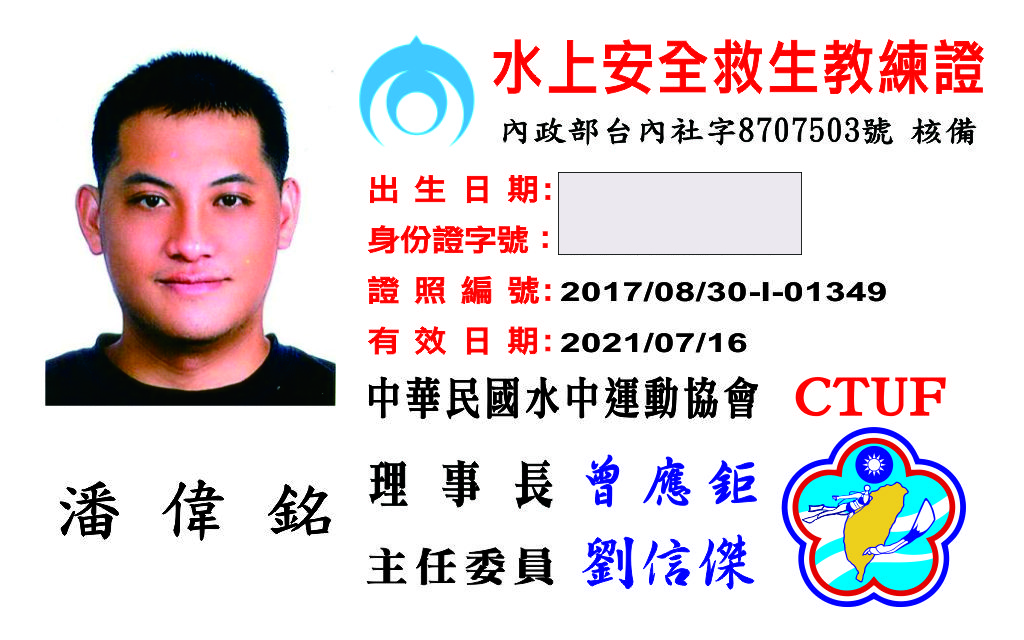 水上安全救生教練證
內政部台內社字8707503號 核備
出生日期:
身份證字號:
證照編號:2017/08/30-I-01349
有效日期:2021/07/16
中華民國水中運動協會 CTUF
理事長 曾應鉅
主任委員 劉信傑
潘偉銘